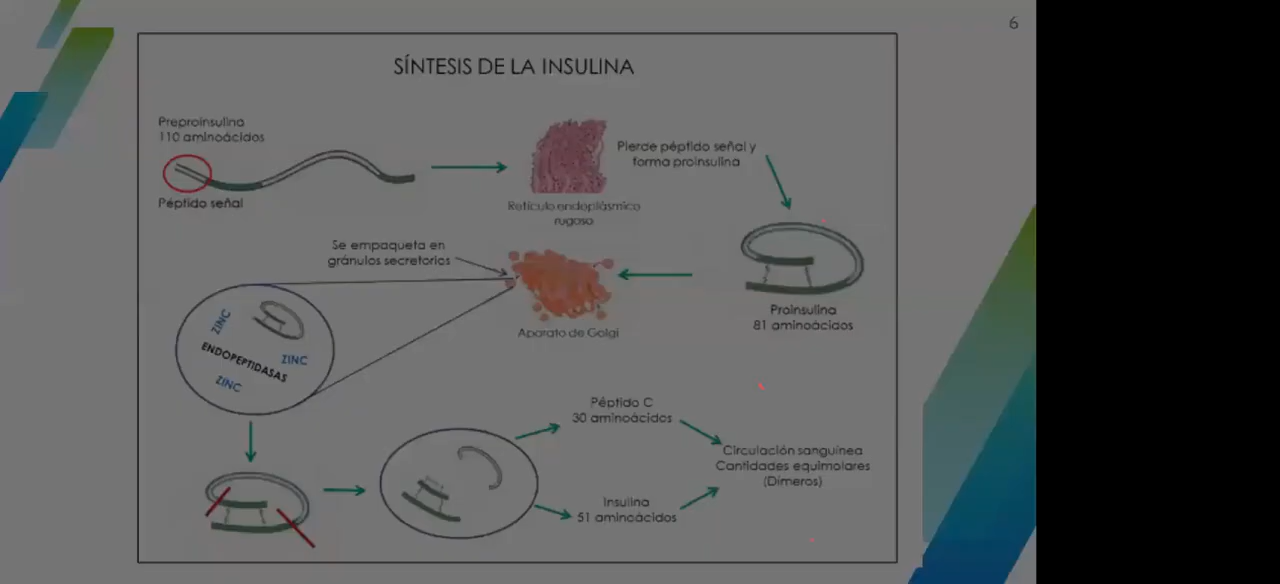 6
SÍNTESIS DE LA INSULINA
Preproinsulina
110 aminoácidos
Péptido señal
Retículo endoplásmico
rugoso
Pierde péptido señal y
forma proinsulina
Proinsulina
81 aminoácidos
Se empaqueta en
gránulos secretorios
Aparato de Golgi
ZINC
ENDOPEPTIDASAS
ZINC
ZINC
Péptido C
30 aminoácidos
Insulina
51 aminoácidos
Circulación sanguínea
Cantidades equimolares
(Dímeros)